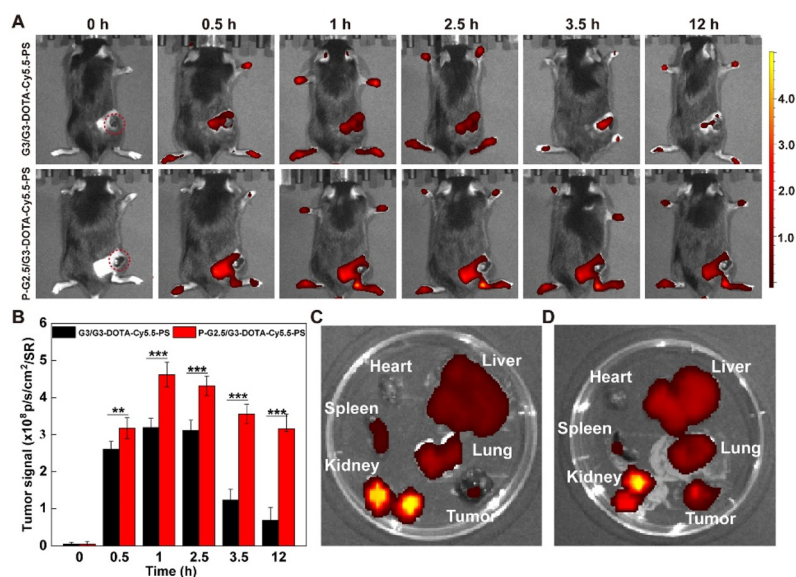 A
0 h
0.5 h
1 h
2.5 h
3.5 h
12 h
G3/G3-DOTA-Cy5.5-PS
P-G2.5/G3-DOTA-Cy5.5-PS
4.0
3.0
2.0
1.0
B
G3/G3-DOTA-Cy5.5-PS
P-G2.5/G3-DOTA-Cy5.5-PS
Tumor signal (x10⁸ p/s/cm²/SR)
6
5
4
3
2
1
0
**
***
***
***
***
0
0.5
1
2.5
3.5
12
Time (h)
C
Heart
Liver
Spleen
Lung
Kidney
Tumor
D
Heart
Liver
Spleen
Lung
Kidney
Tumor